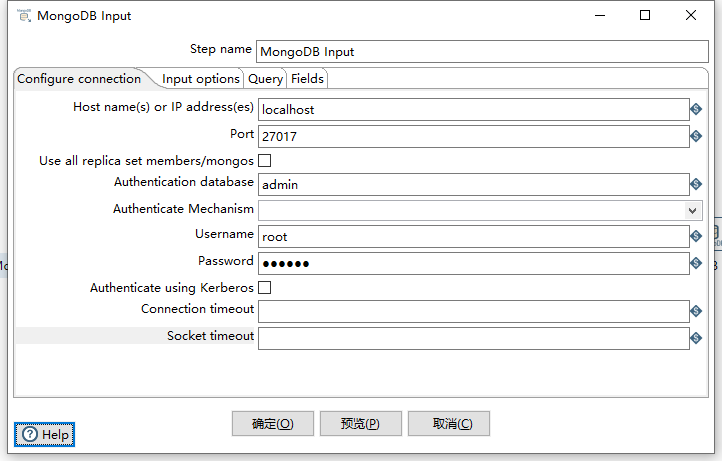 MongoDB Input
Step name MongoDB Input
Configure connection Input options Query Fields
Host name(s) or IP address(es) localhost
Port 27017
Use all replica set members/mongos
Authentication database admin
Authenticate Mechanism
Username root
Password ●●●●●●
Authenticate using Kerberos
Connection timeout
Socket timeout
确定(O) 预览(P) 取消(C)
Help